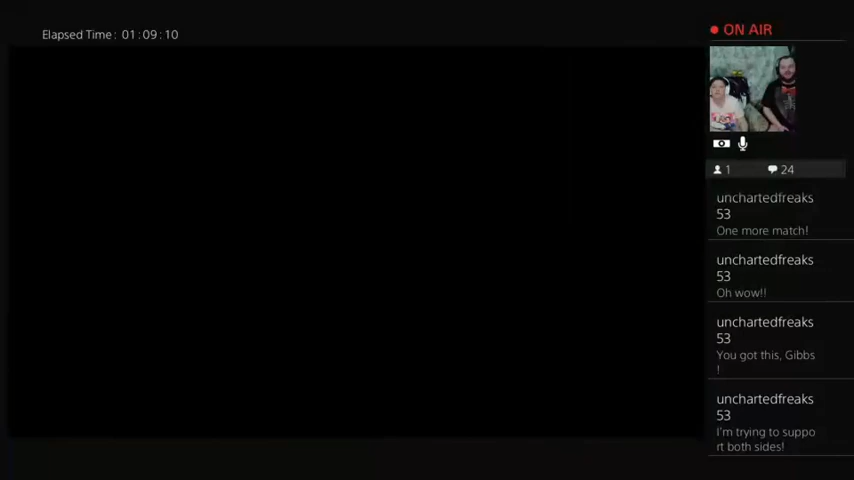 Elapsed Time: 01:09:10
ON AIR
1 24
unchartedfreaks
53
One more match!
unchartedfreaks
53
Oh wow!!
unchartedfreaks
53
You got this, Gibbs
!
unchartedfreaks
53
I'm trying to suppo
rt both sides!